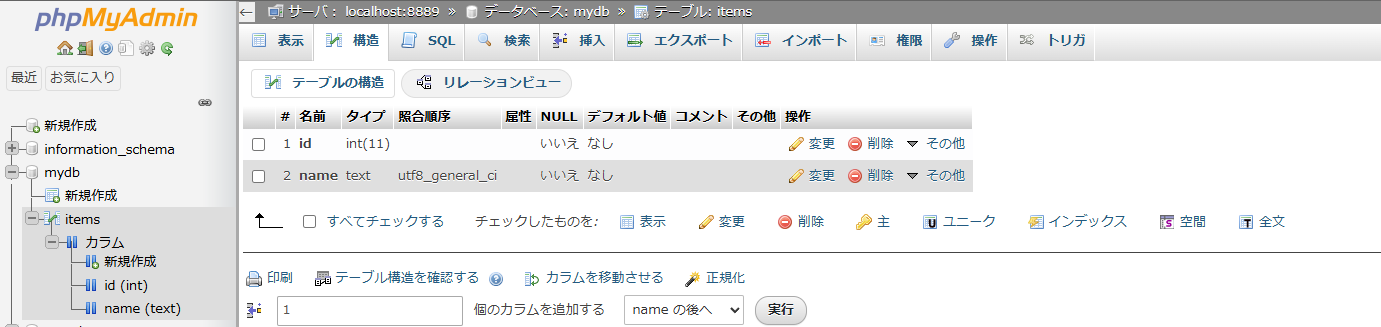 phpMyAdmin
最近 お気に入り
新規作成
information_schema
mydb
新規作成
items
カラム
新規作成
id (int)
name (text)
サーバ : localhost:8889 » データベース: mydb » テーブル: items
表示 構造 SQL 検索 挿入 エクスポート インポート 権限 操作 トリガ
テーブルの構造 リレーションビュー
# 名前 タイプ 照合順序 属性 NULL デフォルト値 コメント その他 操作
1 id int(11) いいえ なし 変更 削除 その他
2 name text utf8_general_ci いいえ なし 変更 削除 その他
すべてチェックする チェックしたものを: 表示 変更 削除 主 ユニーク インデックス 空間 全文
印刷 テーブル構造を確認する カラムを移動させる 正規化
1 個のカラムを追加する name の後へ 実行